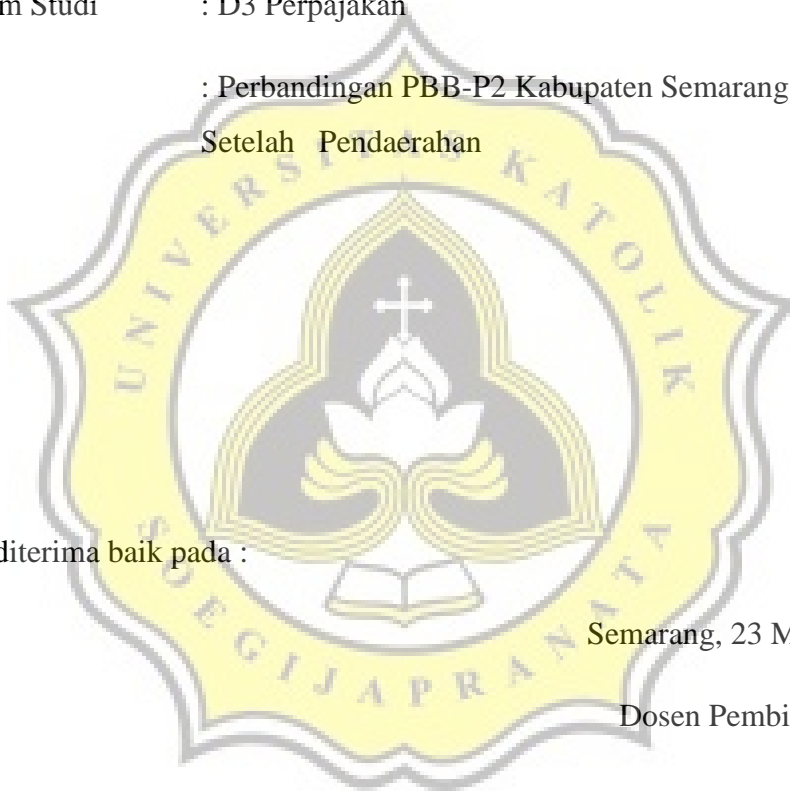 m Studi : D3 Perpajakan
: Perbandingan PBB-P2 Kabupaten Semarang
Setelah Pendaerahan
UNIVERSITAS KATOLIK
SOEGIJAPRANATA
diterima baik pada :
Semarang, 23 M
Dosen Pembi